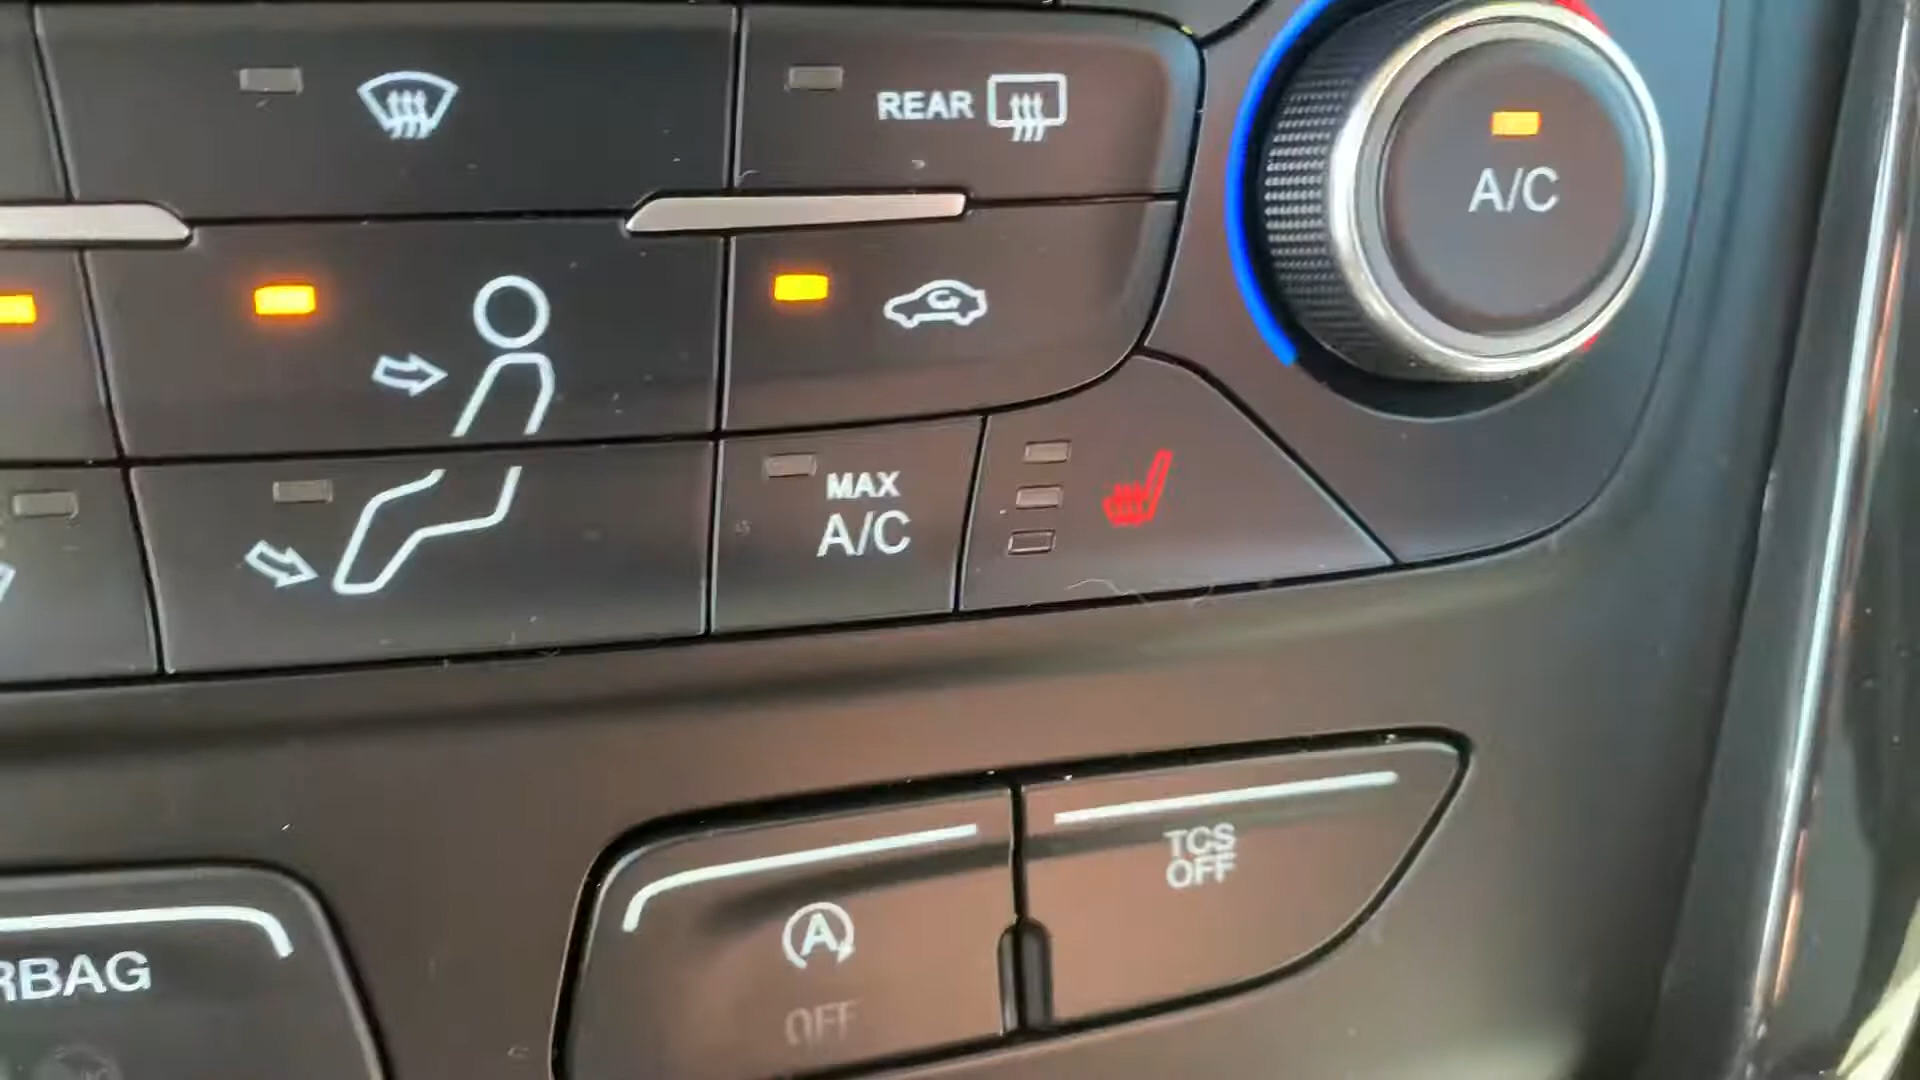 REAR
A/C
MAX
A/C
TCS
OFF
A
OFF
RBAG